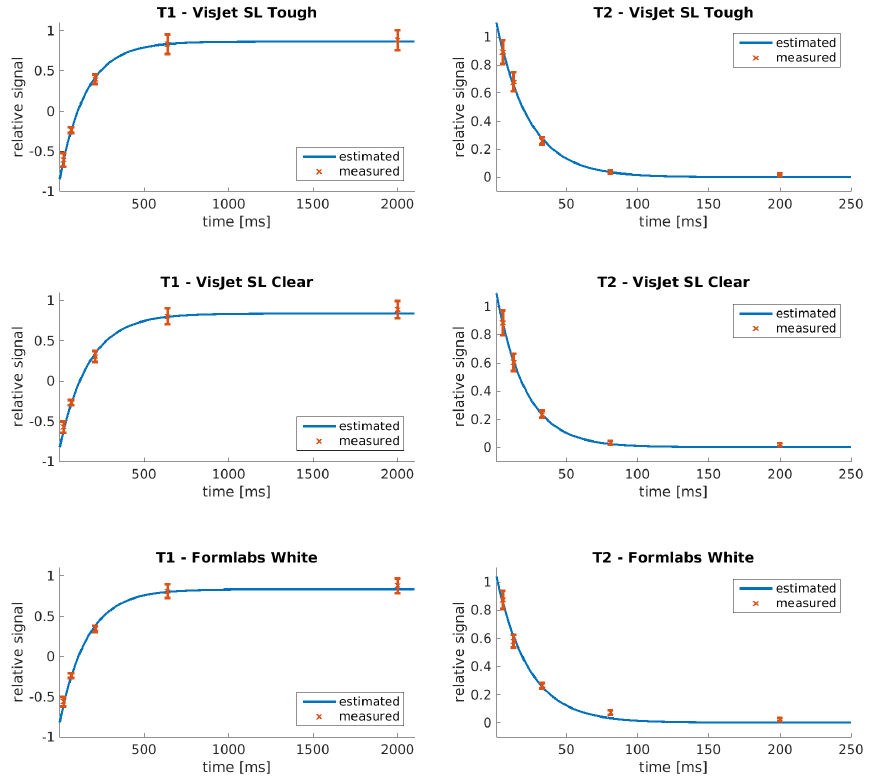 T1 - VisJet SL Tough
relative signal
1
0.5
0
-0.5
-1
500
1000
1500
2000
time [ms]
estimated
measured
T2 - VisJet SL Tough
relative signal
1
0.8
0.6
0.4
0.2
0
50
100
150
200
250
time [ms]
estimated
measured
T1 - VisJet SL Clear
relative signal
1
0.5
0
-0.5
-1
500
1000
1500
2000
time [ms]
estimated
measured
T2 - VisJet SL Clear
relative signal
1
0.8
0.6
0.4
0.2
0
50
100
150
200
250
time [ms]
estimated
measured
T1 - Formlabs White
relative signal
1
0.5
0
-0.5
-1
500
1000
1500
2000
time [ms]
estimated
measured
T2 - Formlabs White
relative signal
1
0.8
0.6
0.4
0.2
0
50
100
150
200
250
time [ms]
estimated
measured